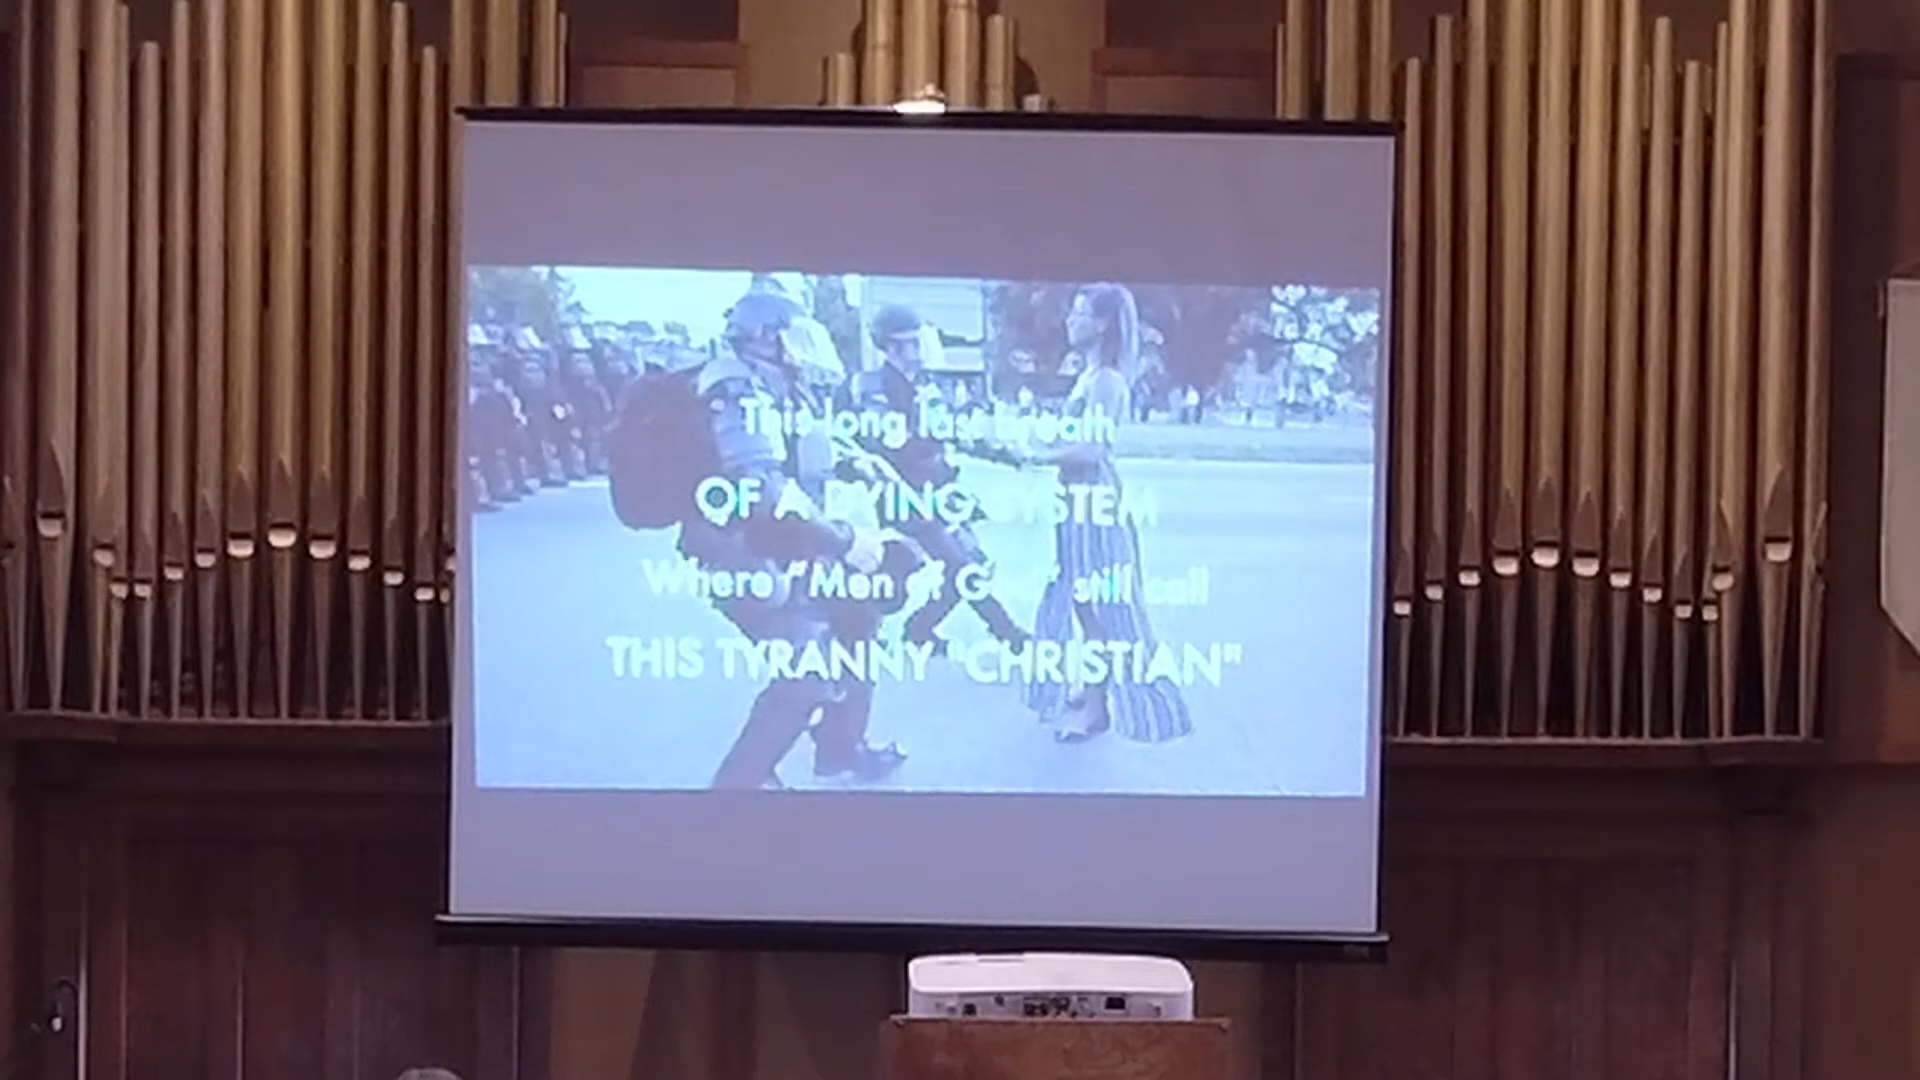 This long last breath
OF A DYING SYSTEM
Where "Men of God" still call
THIS TYRANNY "CHRISTIAN"